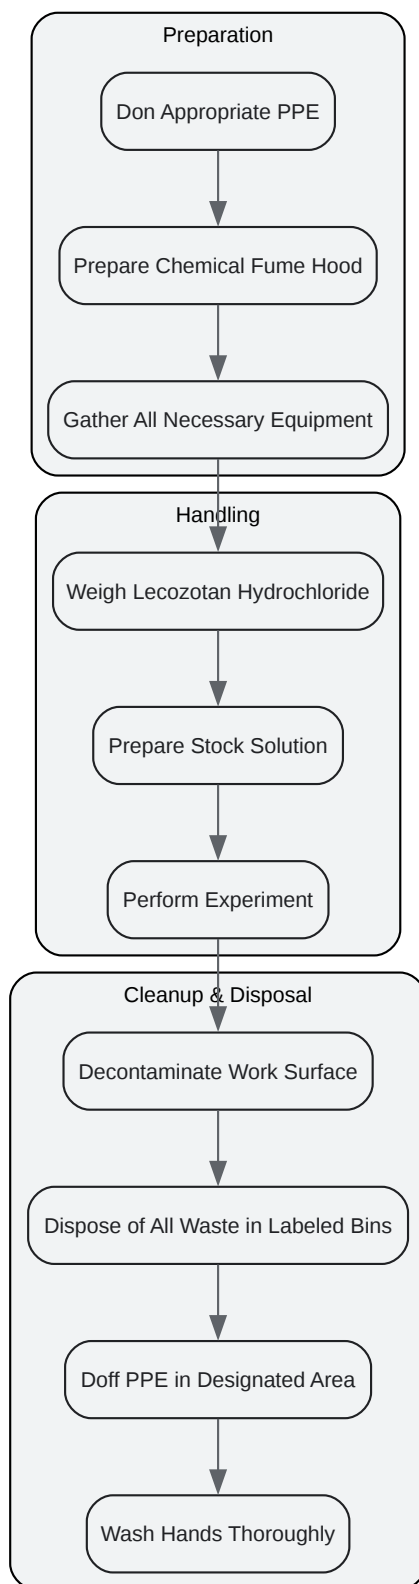 Preparation
Don Appropriate PPE
Prepare Chemical Fume Hood
Gather All Necessary Equipment
Handling
Weigh Lecozotan Hydrochloride
Prepare Stock Solution
Perform Experiment
Cleanup & Disposal
Decontaminate Work Surface
Dispose of All Waste in Labeled Bins
Doff PPE in Designated Area
Wash Hands Thoroughly